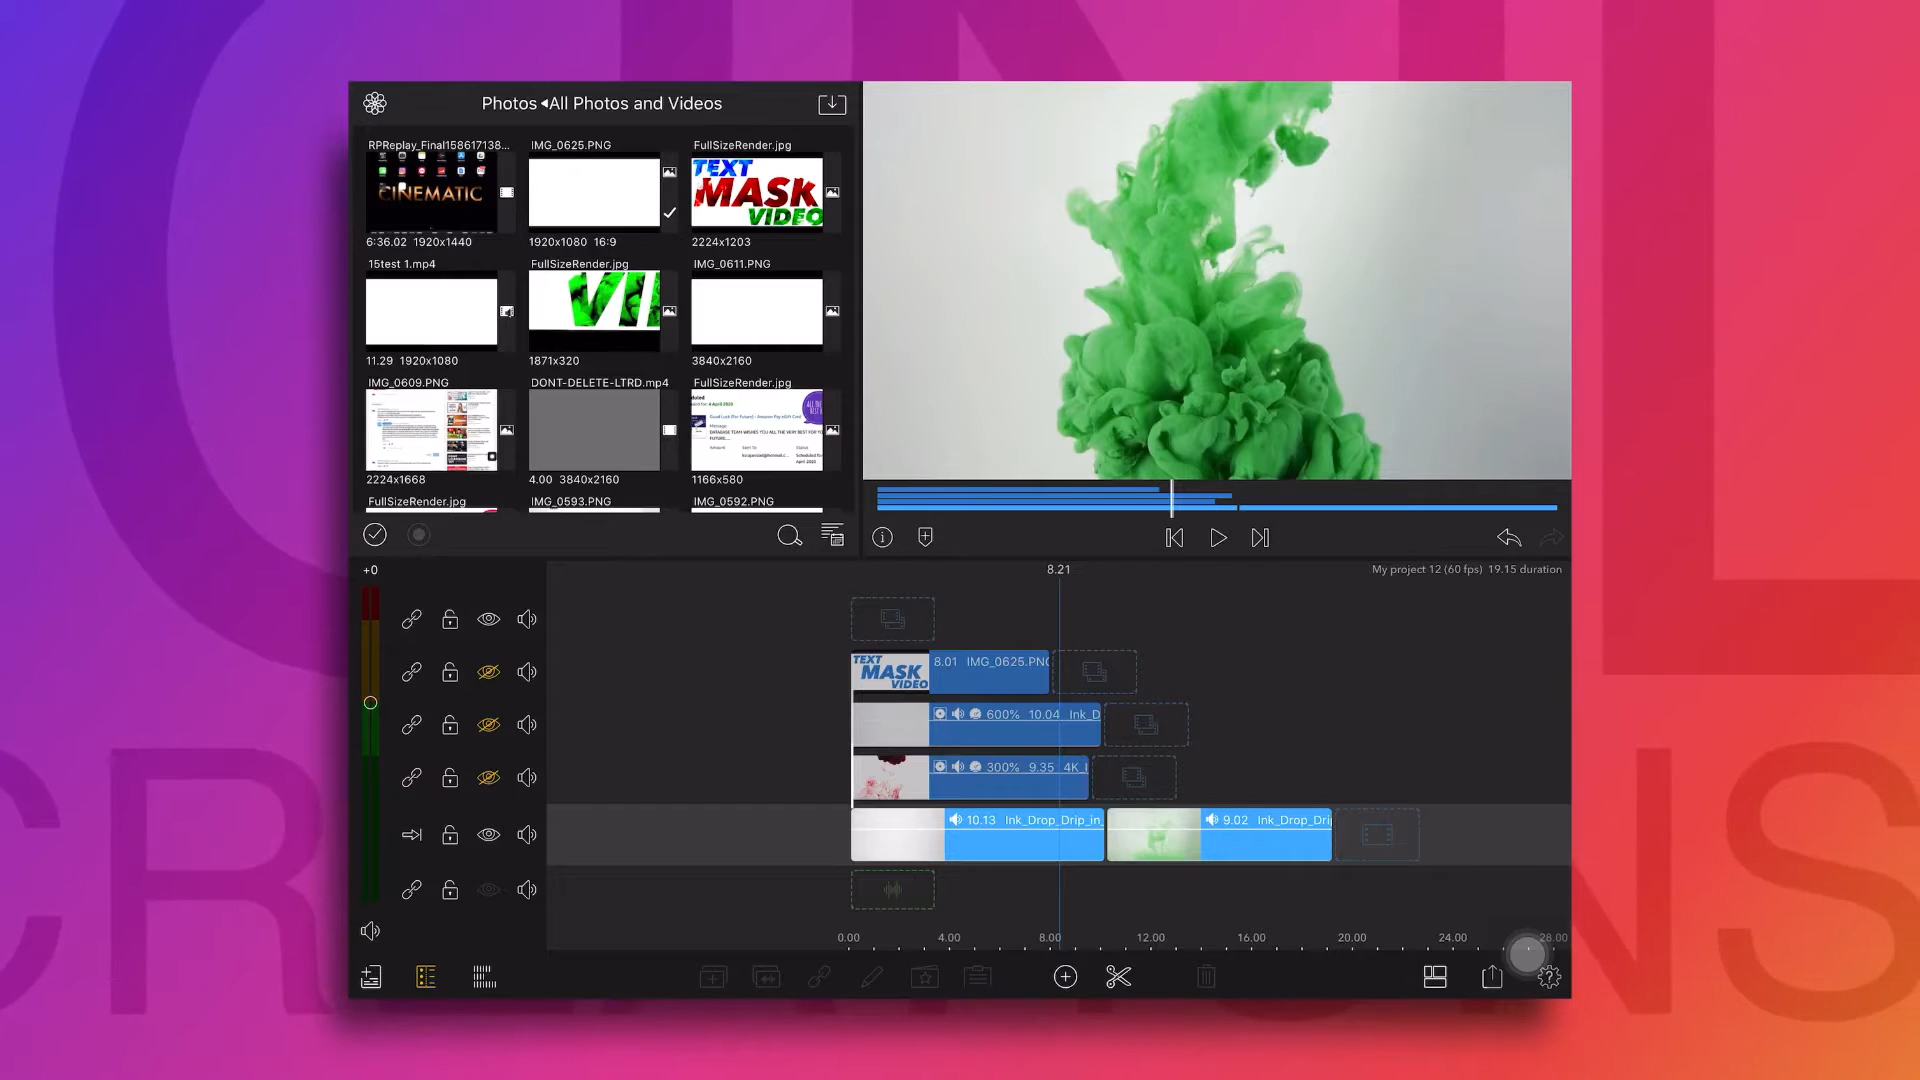 Photos All Photos and Videos
RPReplay_Final158617138...
IMG_0625.PNG
FullSizeRender.jpg
CINEMATIC
TEXT
MASK
VIDEO
6:36.02 1920x1440
1920x1080 16:9
2224x1203
15test 1.mp4
FullSizeRender.jpg
IMG_0611.PNG
VI
11.29 1920x1080
1871x320
3840x2160
IMG_0609.PNG
DONT-DELETE-LTRD.mp4
FullSizeRender.jpg
2224x1668
4.00 3840x2160
1166x580
FullSizeRender.jpg
IMG_0593.PNG
IMG_0592.PNG
+0
8.21
My project 12 (60 fps) 19.15 duration
TEXT
MASK
VIDEO
8.01 IMG_0625.PN
600% 10.04 Ink_D
300% 9.35 4K_
10.13 Ink_Drop_Drip_in_
9.02 Ink_Drop_Dri
0.00
4.00
8.00
12.00
16.00
20.00
24.00
28.00